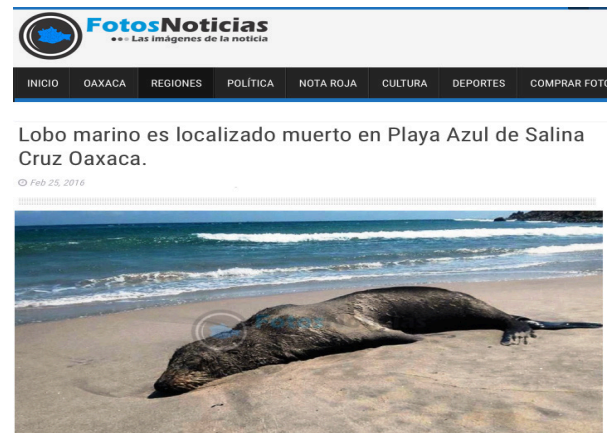 FotosNoticias
Las imágenes de la noticia
INICIO OAXACA REGIONES POLÍTICA NOTA ROJA CULTURA DEPORTES COMPRAR FOTO
Lobo marino es localizado muerto en Playa Azul de Salina
Cruz Oaxaca.
Feb 25, 2016